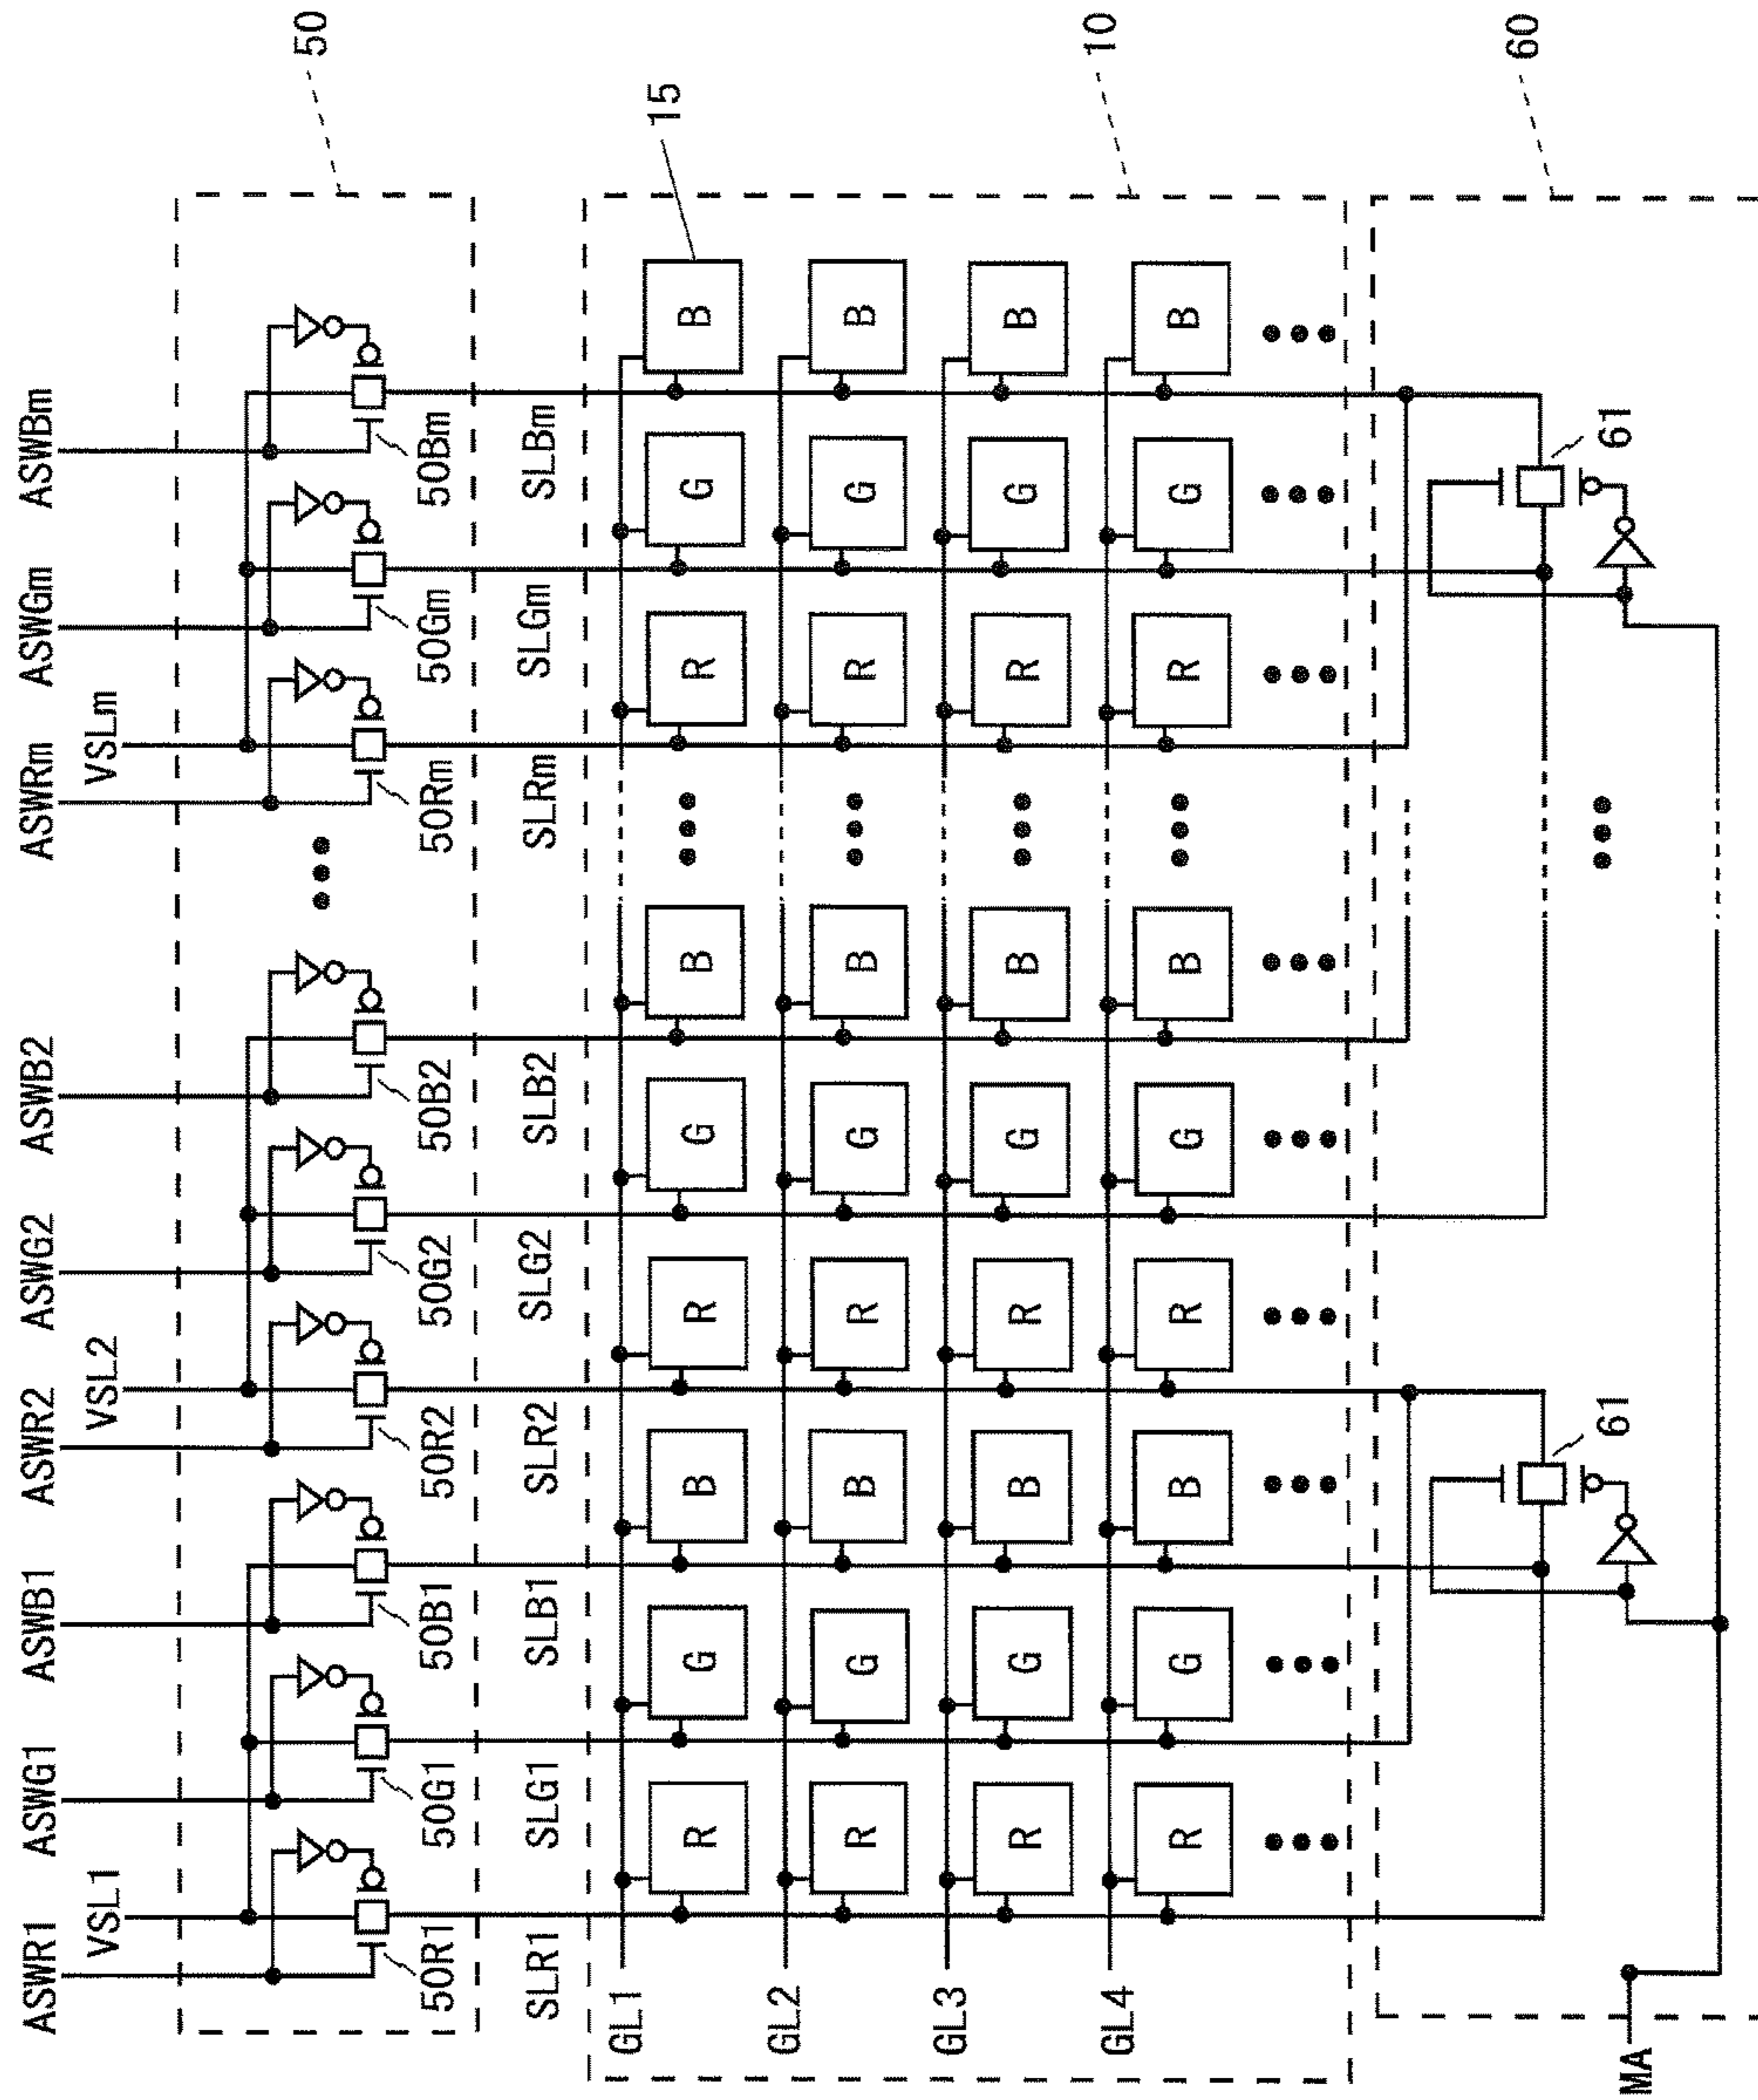 ASWR1 ASWG1 ASWB1 ASWR2 ASWG2 ASWB2 ASWRm ASWGm ASWBm
VSL1 VSL2 VSLm
50
50R1 50G1 50B1 50R2 50G2 50B2 50Rm 50Gm 50Bm
SLR1 SLG1 SLB1 SLR2 SLG2 SLB2 SLRm SLGm SLBm
15
GL1 R G B R G B R G B
GL2 R G B R G B R G B
GL3 R G B R G B R G B
GL4 R G B R G B R G B
10
60
61 61
MA